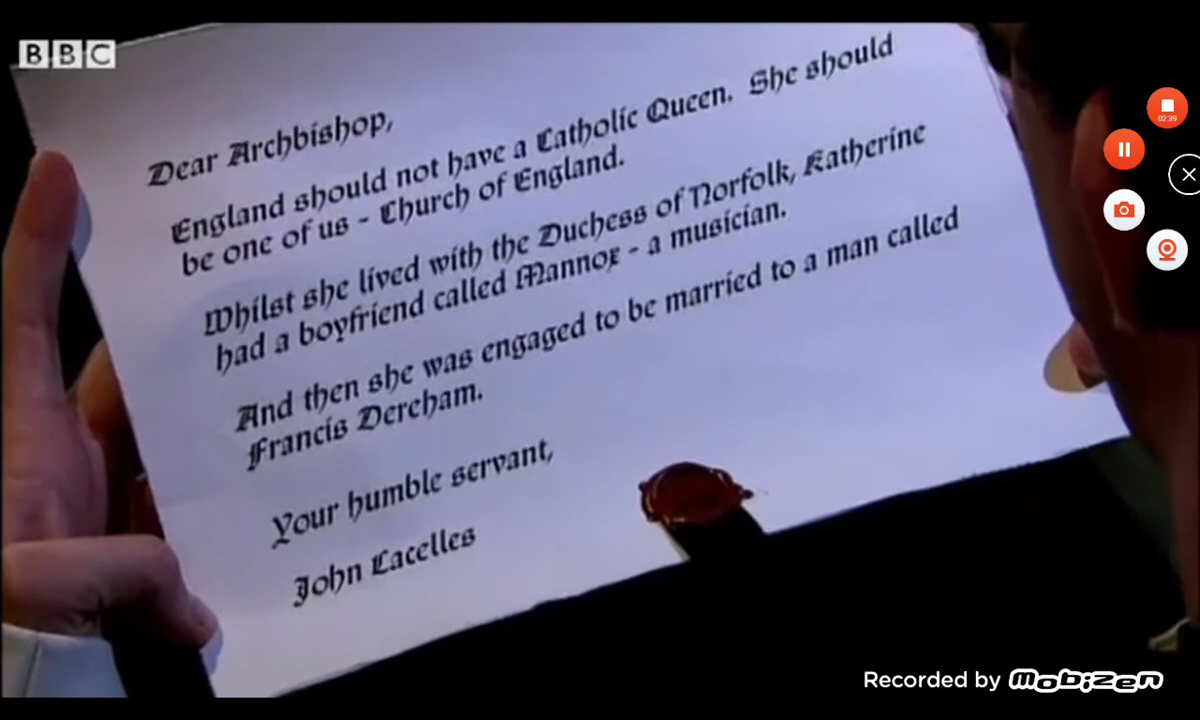 BBC
Dear Archbishop,
England should not have a Catholic Queen. She should
be one of us - Church of England.
Whilst she lived with the Duchess of Norfolk, Katherine
had a boyfriend called Mannox - a musician.
And then she was engaged to be married to a man called
Francis Dereham.
Your humble servant,
John Lacelles
02:39
Recorded by mobizen